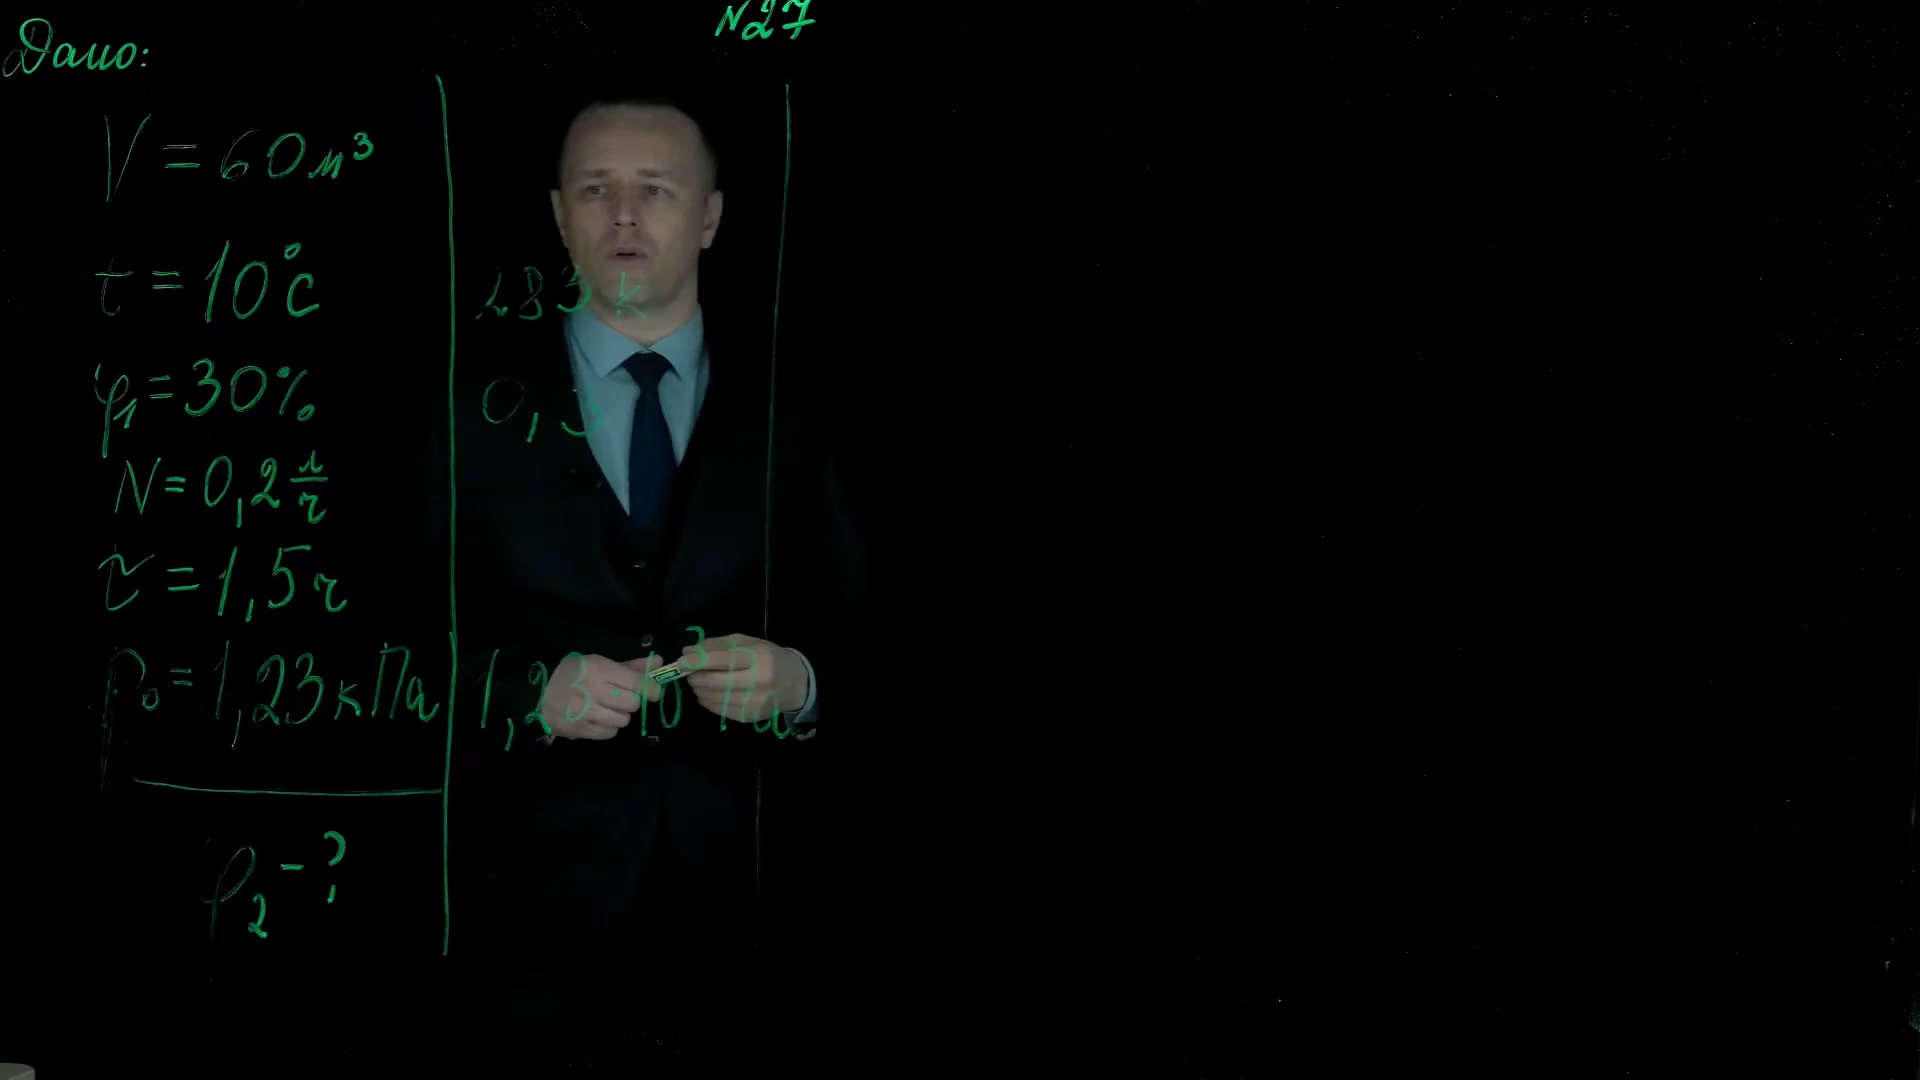 N27
Дано:
V = 60 м³
t = 10°C 283 K
φ₁ = 30% 0,3
N = 0,2 л/ч
τ = 1,5 ч
p₀ = 1,23 кПа 1,23·10³ Па
φ₂ - ?